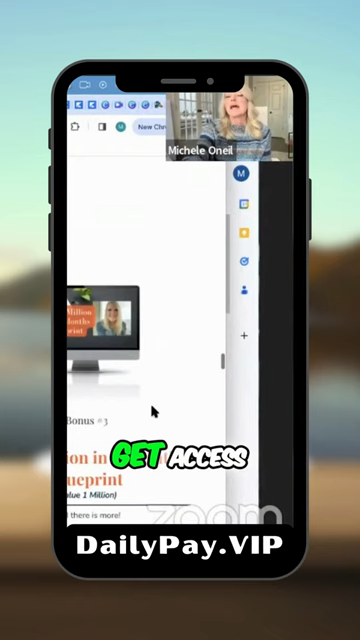 New Chr
Michele Oneil
M
M
Million
onths
rint
Bonus #3
ion in
ueprint
alue 1 Million)
GET ACCESS
d there is more!
zoom
DailyPay.VIP